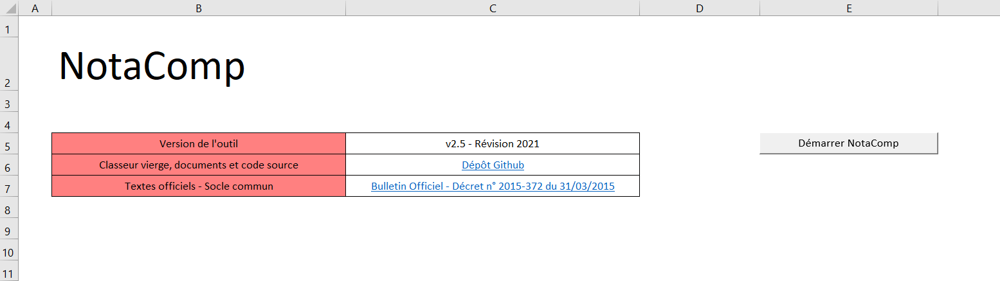 A B C D E
1
NotaComp
2
3
4
5 Version de l'outil v2.5 - Révision 2021 Démarrer NotaComp
6 Classeur vierge, documents et code source Dépôt Github
7 Textes officiels - Socle commun Bulletin Officiel - Décret n° 2015-372 du 31/03/2015
8
9
10
11